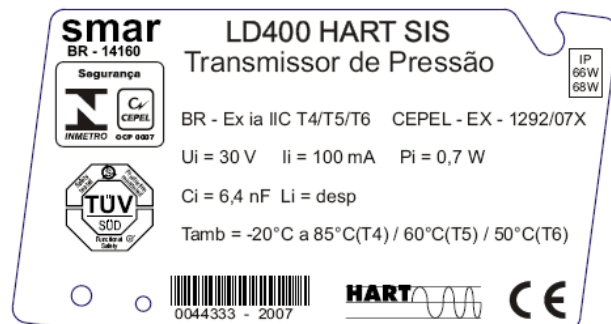 smar
BR - 14160
LD400 HART SIS
Transmissor de Pressão
IP
66W
68W
Segurança
INMETRO
CEPEL
OCP 0007
BR - Ex ia IIC T4/T5/T6 CEPEL - EX - 1292/07X
Ui = 30 V Ii = 100 mA Pi = 0,7 W
Ci = 6,4 nF Li = desp
Tamb = -20°C a 85°C(T4) / 60°C(T5) / 50°C(T6)
TÜV
SÜD
Functional
Safety
0044333 - 2007
HART
CE